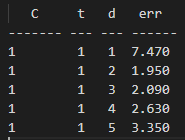 C t d err
------- --- --- ------
1 1 1 7.470
1 1 2 1.950
1 1 3 2.090
1 1 4 2.630
1 1 5 3.350